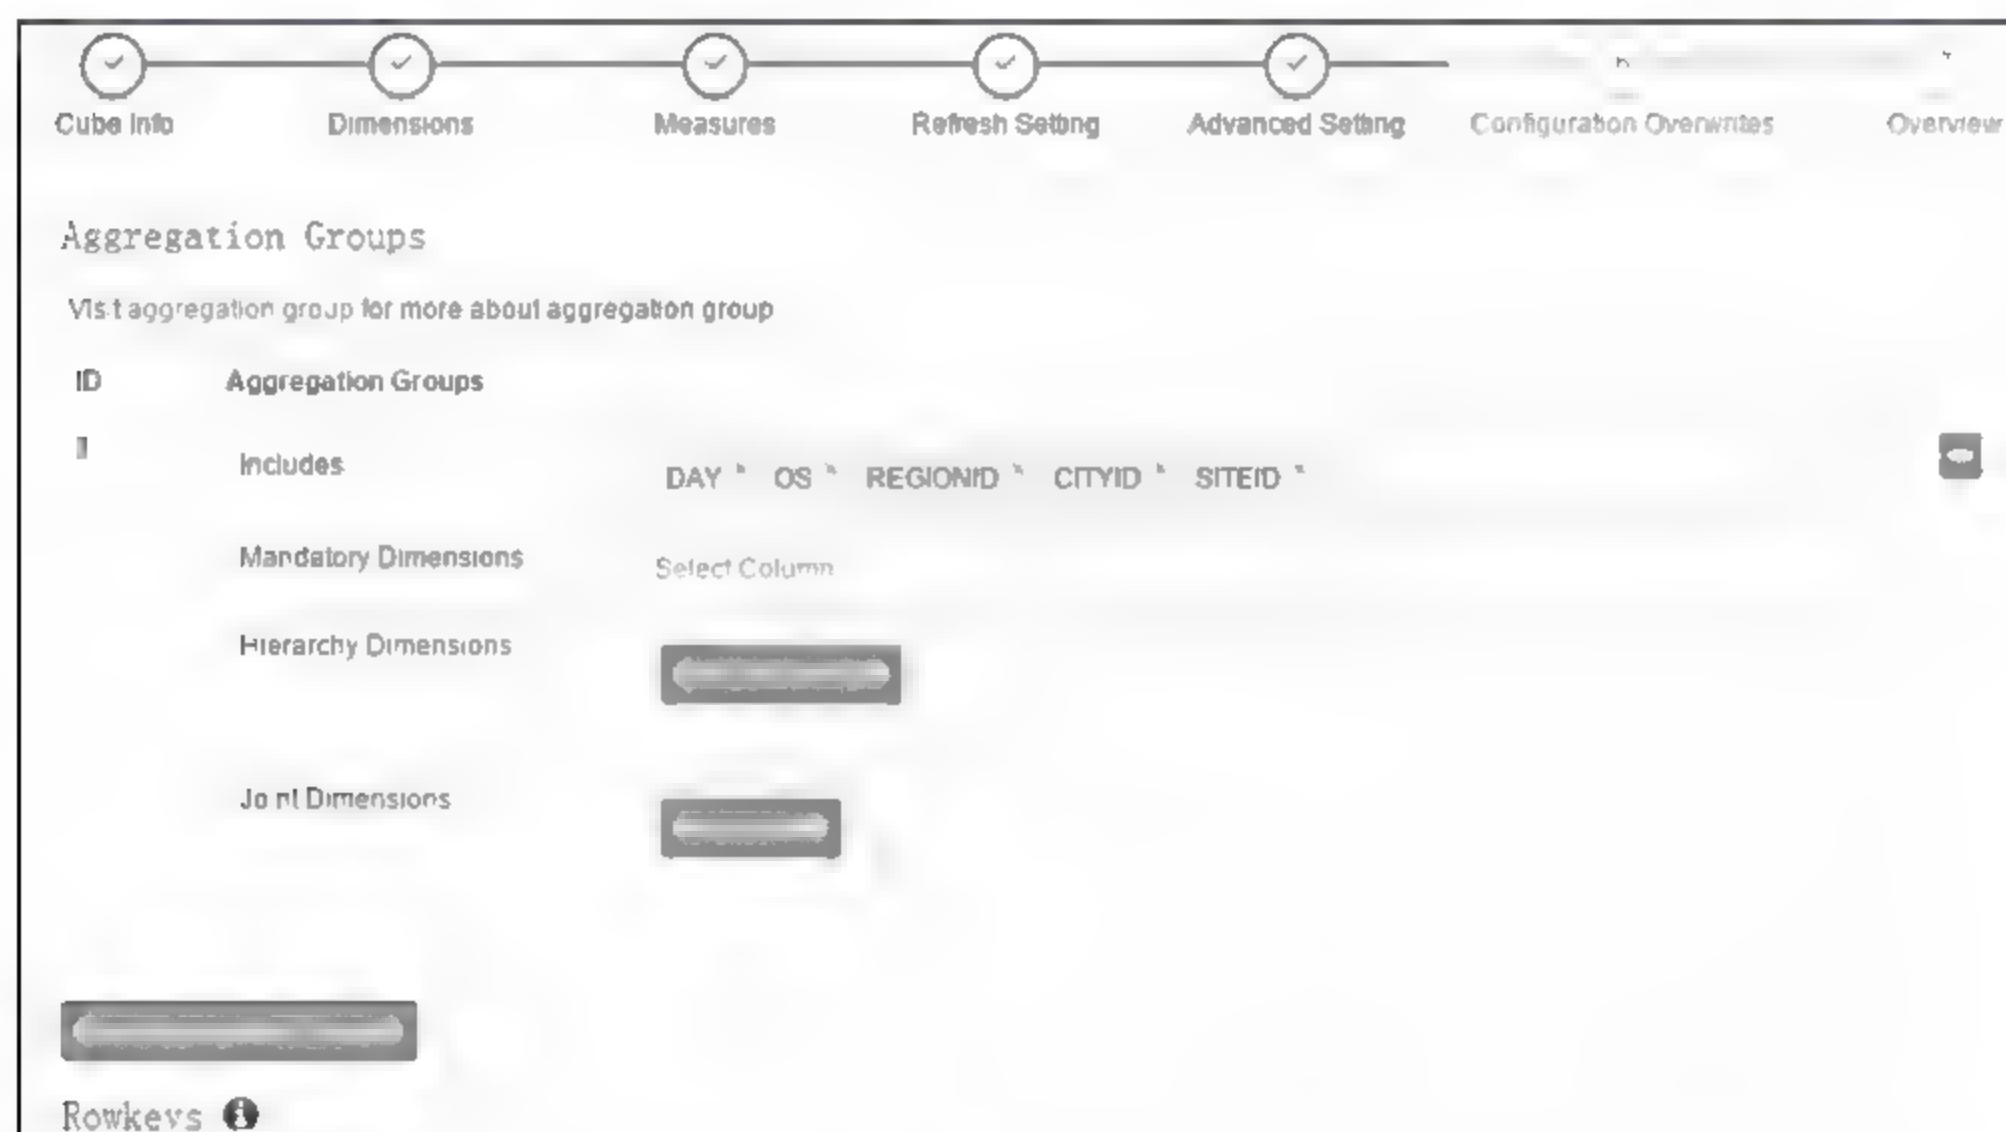 Cube Info Dimensions Measures Refresh Setting Advanced Setting Configuration Overwrites Overview
Aggregation Groups
Visit aggregation group for more about aggregation group
ID Aggregation Groups
Includes DAY × OS × REGIONID × CITYID × SITEID ×
Mandatory Dimensions Select Column
Hierarchy Dimensions
Joint Dimensions
Rowkeys